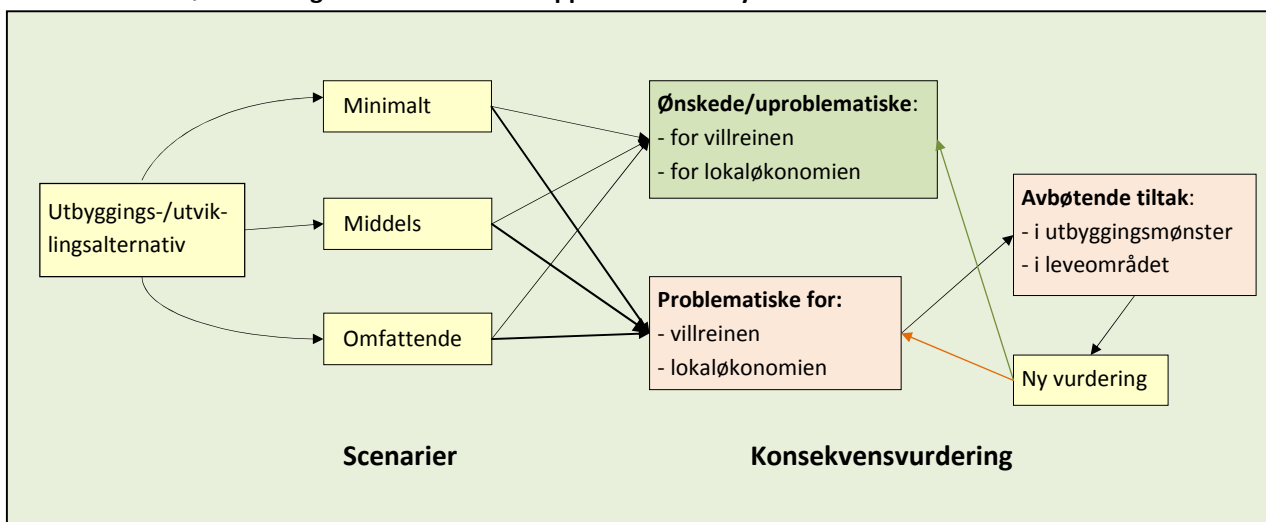 Utbyggings-/utvik-
lingsalternativ
Minimalt
Middels
Omfattende
Ønskede/uproblematiske:
- for villreinen
- for lokaløkonomien
Problematiske for:
- villreinen
- lokaløkonomien
Avbøtende tiltak:
- i utbyggingsmønster
- i leveområdet
Ny vurdering
Scenarier
Konsekvensvurdering